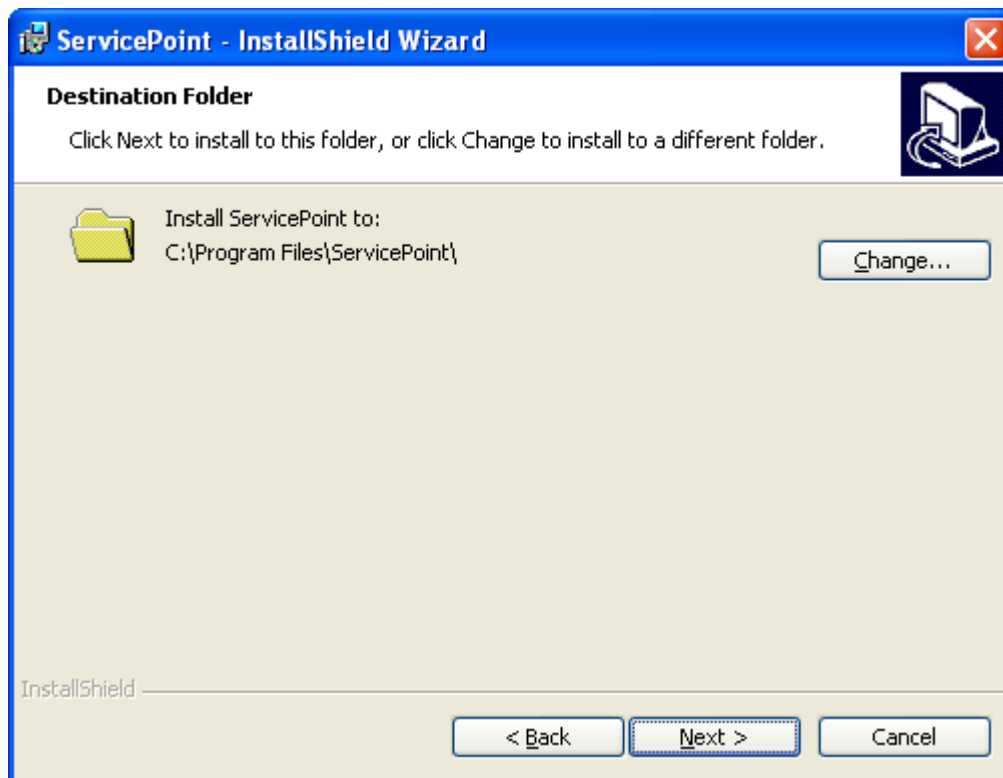 ServicePoint - InstallShield Wizard
Destination Folder
Click Next to install to this folder, or click Change to install to a different folder.
Install ServicePoint to:
C:\Program Files\ServicePoint\
Change...
InstallShield
< Back
Next >
Cancel